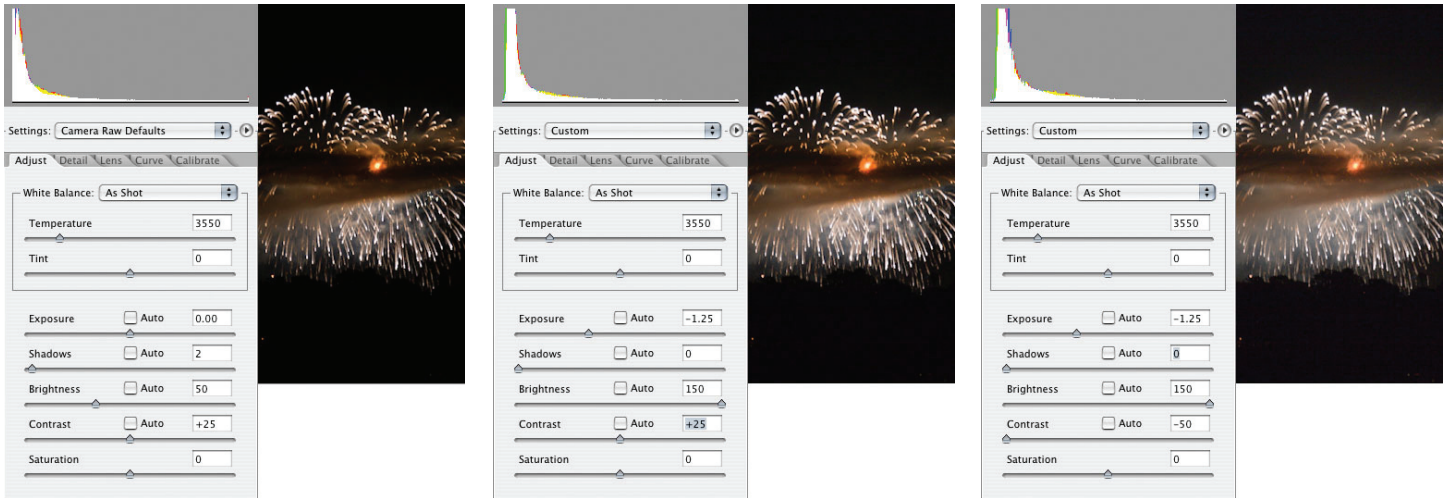 Settings: Camera Raw Defaults
Adjust Detail Lens Curve Calibrate
White Balance: As Shot
Temperature 3550
Tint 0
Exposure Auto 0.00
Shadows Auto 2
Brightness Auto 50
Contrast Auto +25
Saturation 0
Settings: Custom
Adjust Detail Lens Curve Calibrate
White Balance: As Shot
Temperature 3550
Tint 0
Exposure Auto -1.25
Shadows Auto 0
Brightness Auto 150
Contrast Auto +25
Saturation 0
Settings: Custom
Adjust Detail Lens Curve Calibrate
White Balance: As Shot
Temperature 3550
Tint 0
Exposure Auto -1.25
Shadows Auto 0
Brightness Auto 150
Contrast Auto -50
Saturation 0